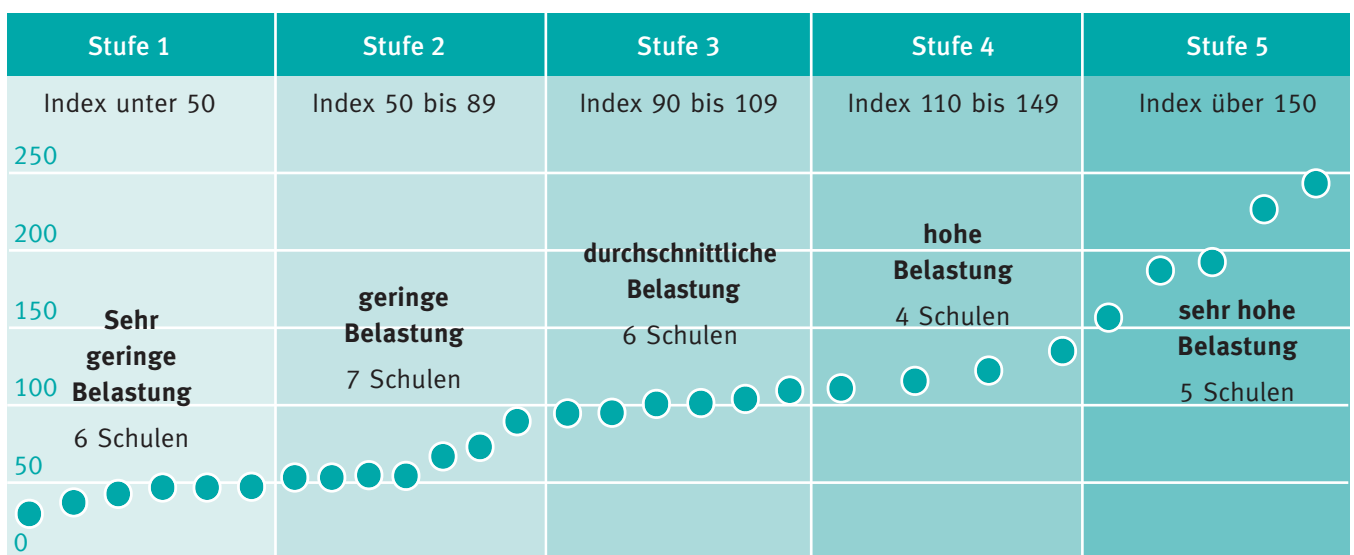 Stufe 1
Stufe 2
Stufe 3
Stufe 4
Stufe 5
Index unter 50
Index 50 bis 89
Index 90 bis 109
Index 110 bis 149
Index über 150
250
200
150
100
50
0
Sehr
geringe
Belastung
6 Schulen
geringe
Belastung
7 Schulen
durchschnittliche
Belastung
6 Schulen
hohe
Belastung
4 Schulen
sehr hohe
Belastung
5 Schulen